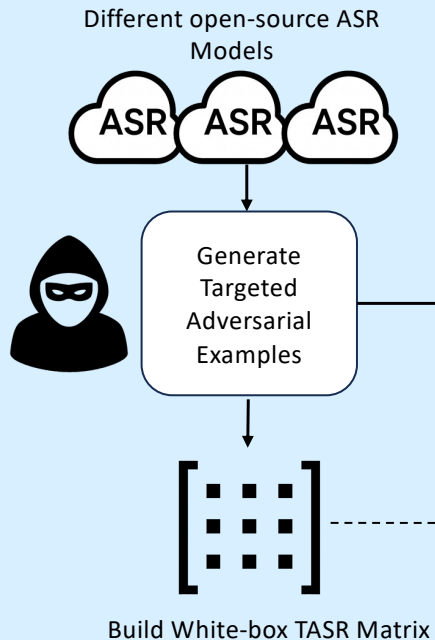 Different open-source ASR
Models
ASR ASR ASR
Generate
Targeted
Adversarial
Examples
Build White-box TASR Matrix